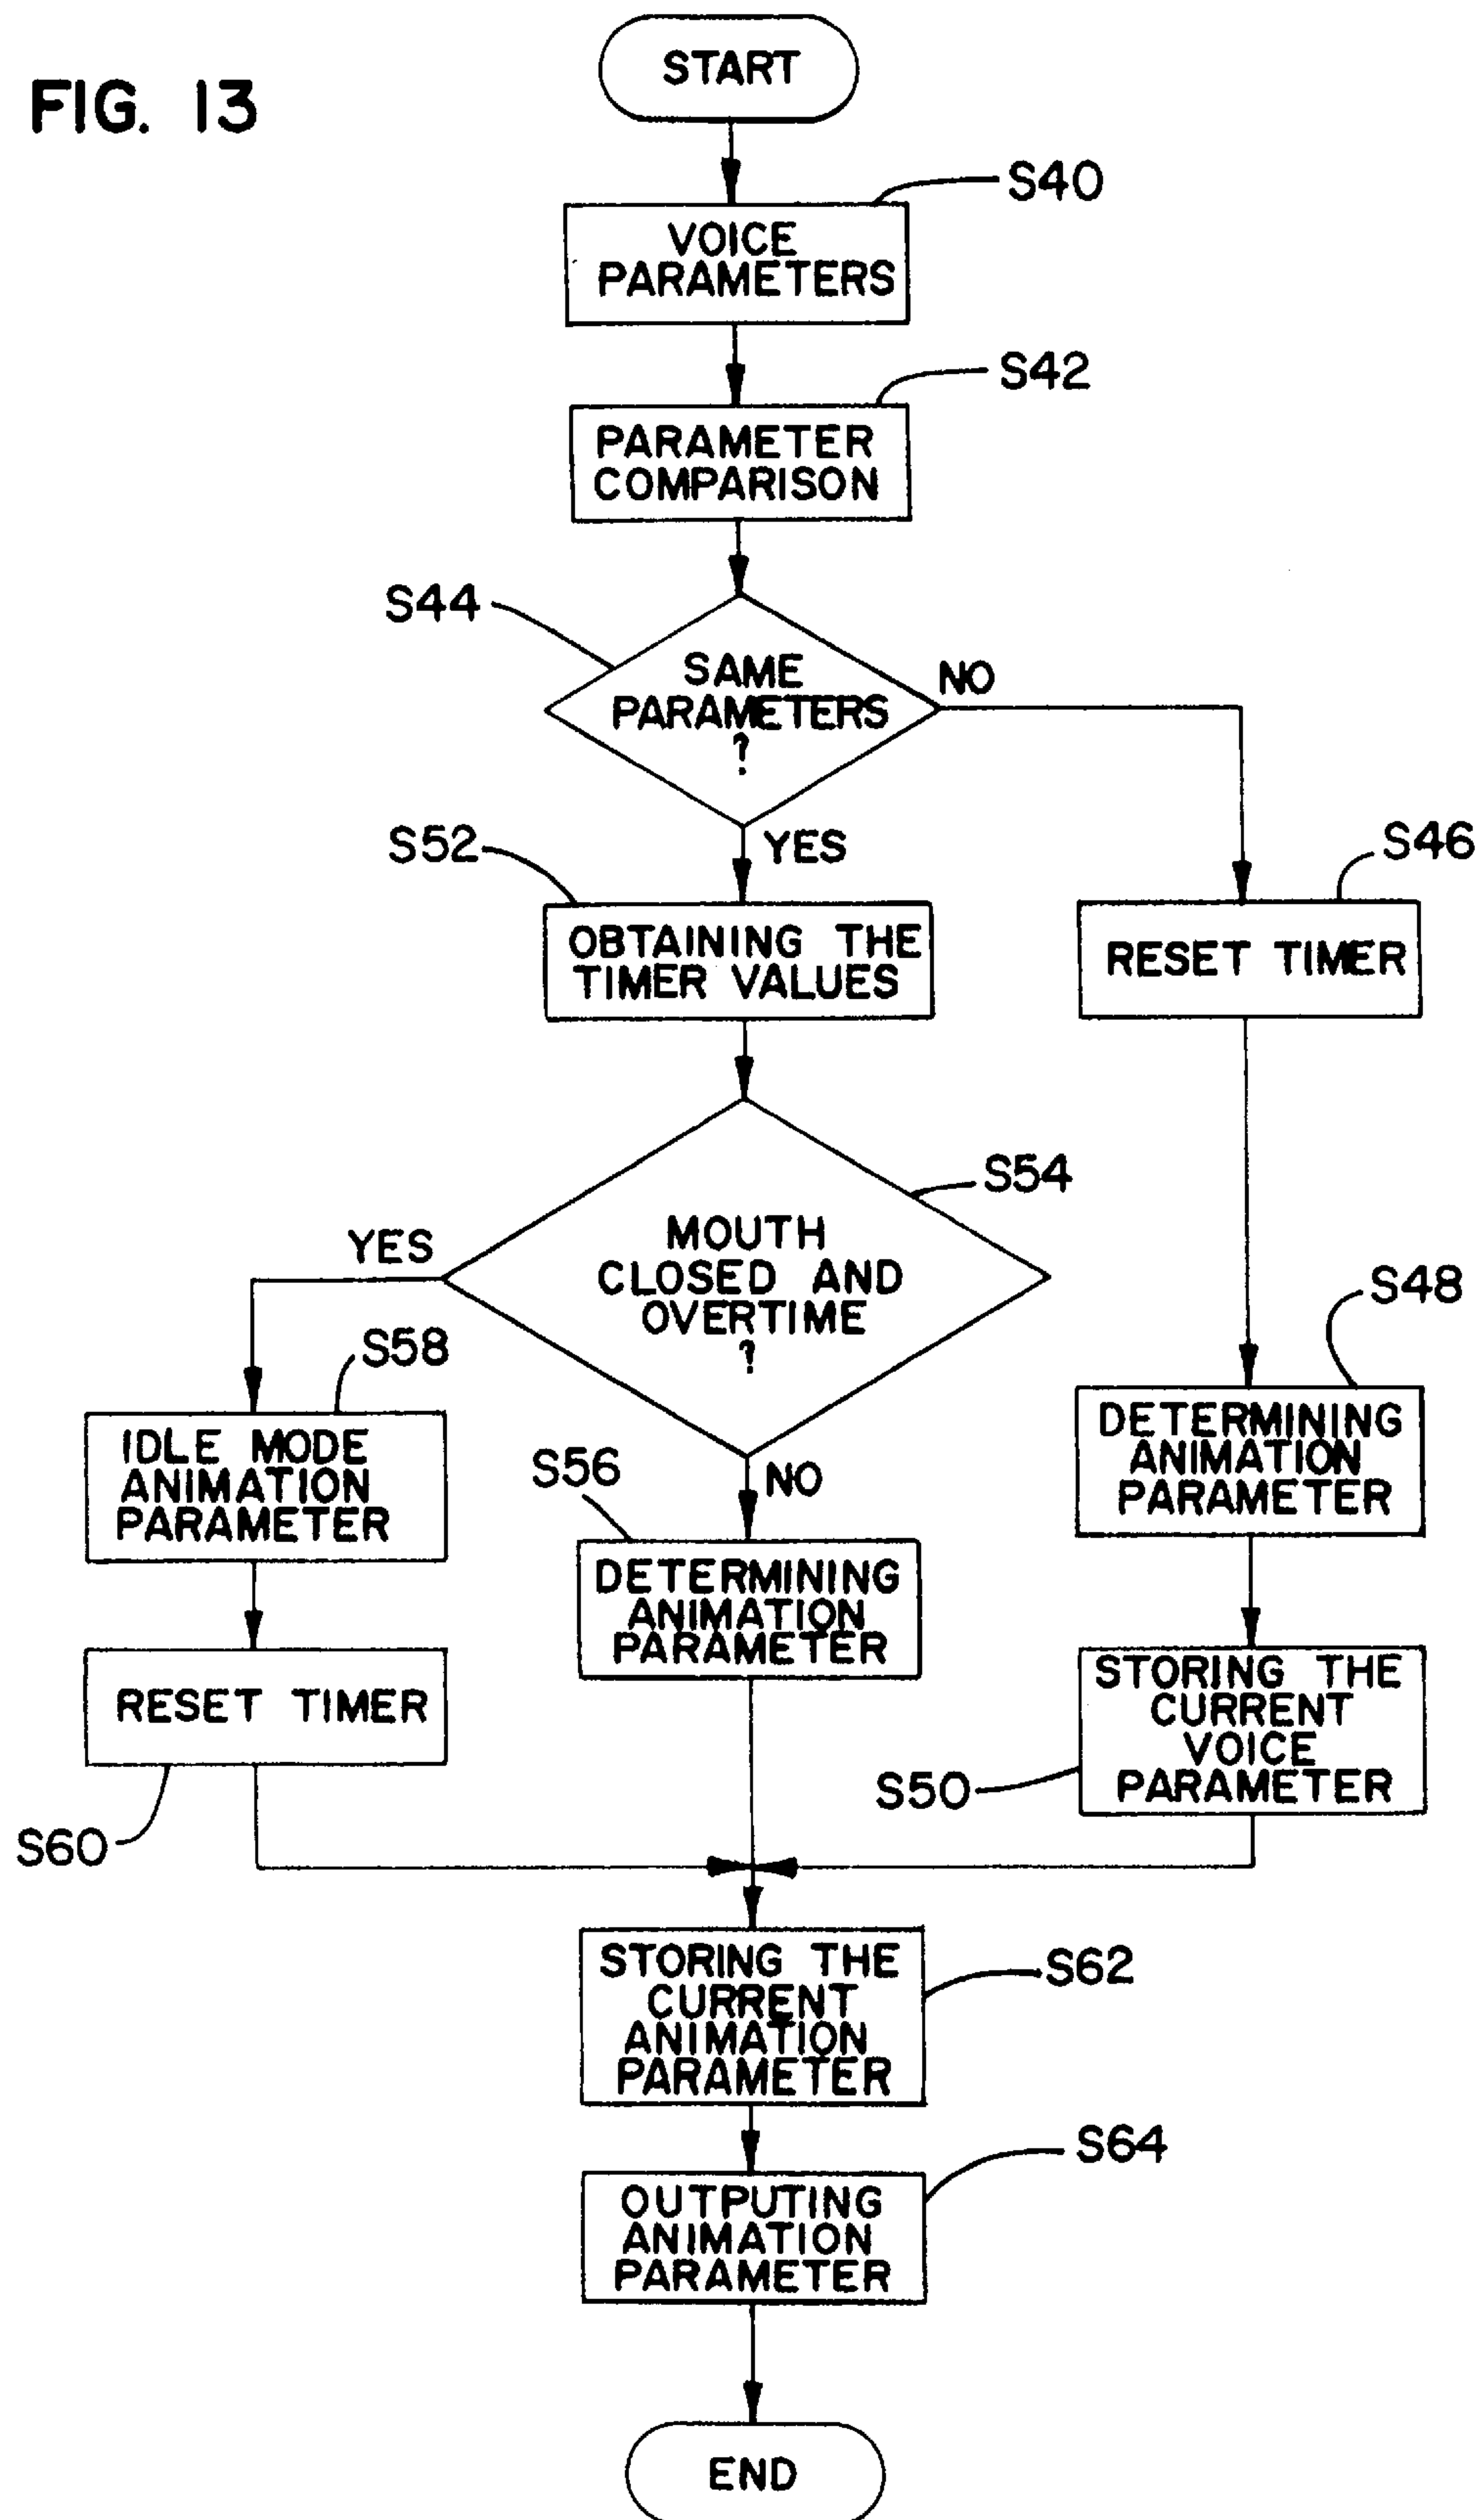 FIG. 13
START
S40
VOICE
PARAMETERS
S42
PARAMETER
COMPARISON
S44
SAME
PARAMETERS
?
NO
YES
S52
OBTAINING THE
TIMER VALUES
S46
RESET TIMER
S54
MOUTH
CLOSED AND
OVERTIME
?
YES
NO
S58
IDLE MODE
ANIMATION
PARAMETER
S56
DETERMINING
ANIMATION
PARAMETER
S48
DETERMINING
ANIMATION
PARAMETER
RESET TIMER
S60
S50
STORING THE
CURRENT
VOICE
PARAMETER
STORING THE
CURRENT
ANIMATION
PARAMETER
S62
S64
OUTPUTING
ANIMATION
PARAMETER
END